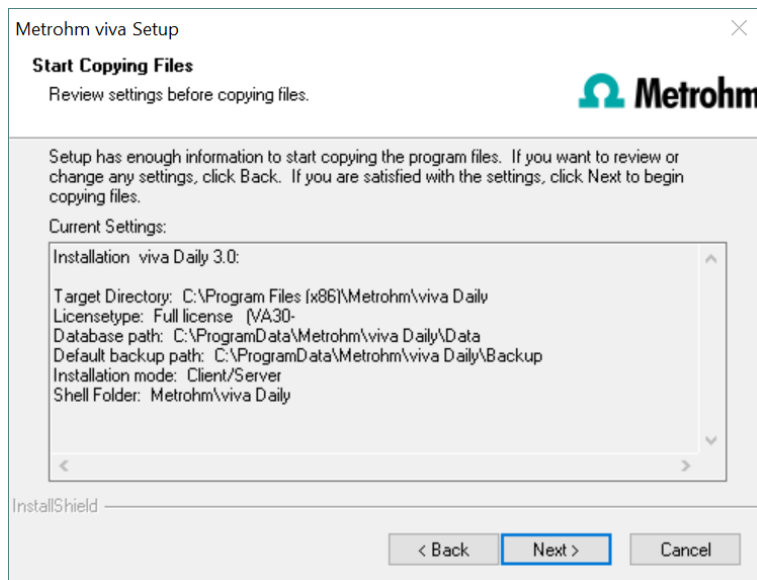 Metrohm viva Setup
Start Copying Files
Review settings before copying files.
Metrohm
Setup has enough information to start copying the program files. If you want to review or
change any settings, click Back. If you are satisfied with the settings, click Next to begin
copying files.
Current Settings:
Installation viva Daily 3.0:
Target Directory: C:\Program Files (x86)\Metrohm\viva Daily
Licensetype: Full license (VA30-
Database path: C:\ProgramData\Metrohm\viva Daily\Data
Default backup path: C:\ProgramData\Metrohm\viva Daily\Backup
Installation mode: Client/Server
Shell Folder: Metrohm\viva Daily
InstallShield
< Back Next > Cancel